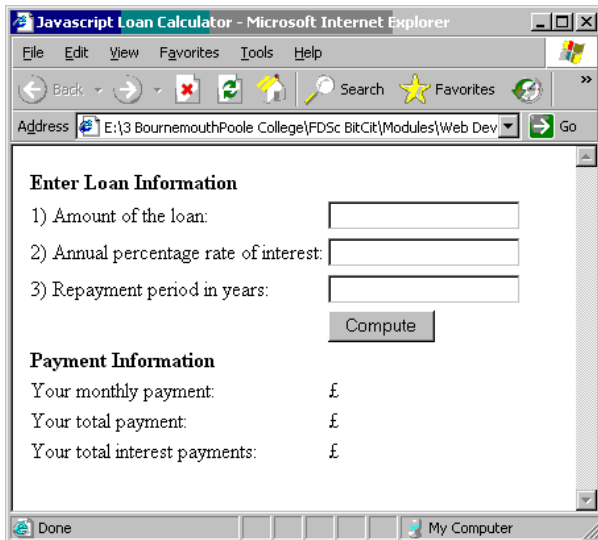 Javascript Loan Calculator - Microsoft Internet Explorer
File Edit View Favorites Tools Help
Back Search Favorites »
Address E:\3 BournemouthPoole College\FDSc BitCit\Modules\Web Dev Go
Enter Loan Information
1) Amount of the loan:
2) Annual percentage rate of interest:
3) Repayment period in years:
Compute
Payment Information
Your monthly payment: £
Your total payment: £
Your total interest payments: £
Done My Computer